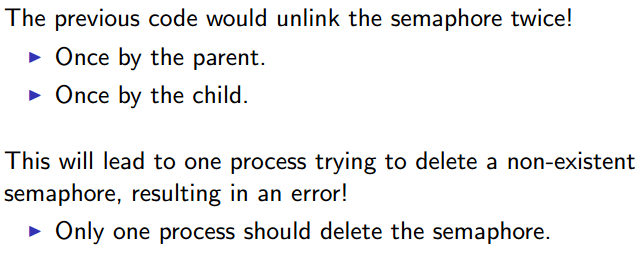 The previous code would unlink the semaphore twice!
▶ Once by the parent.
▶ Once by the child.
This will lead to one process trying to delete a non-existent
semaphore, resulting in an error!
▶ Only one process should delete the semaphore.